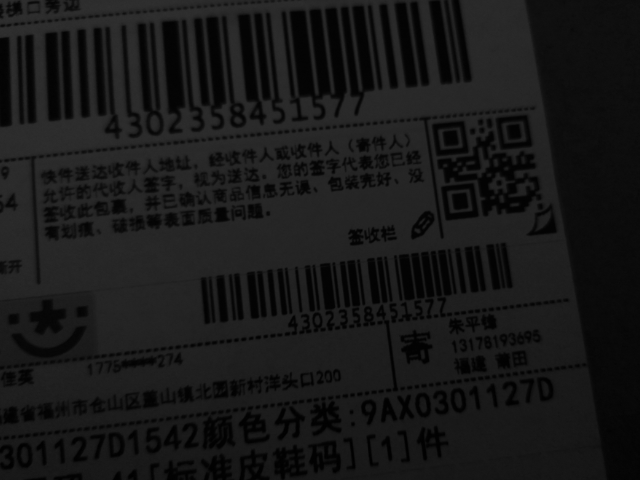 旁边
4302358451577
快件送达收件人地址，经收件人或收件人（寄件人）
允许的代收人签字，视为送达。您的签字代表您已经
签收此包裹，并已确认商品信息无误、包装完好、没
有划痕、破损等表面质量问题。
签收栏
4302358451577
寄
朱平锋
13178193695
福建 莆田
1775****274
福建省福州市仓山区盖山镇北园新村洋头口200
301127D1542颜色分类:9AX0301127D
41[标准皮鞋码][1]件